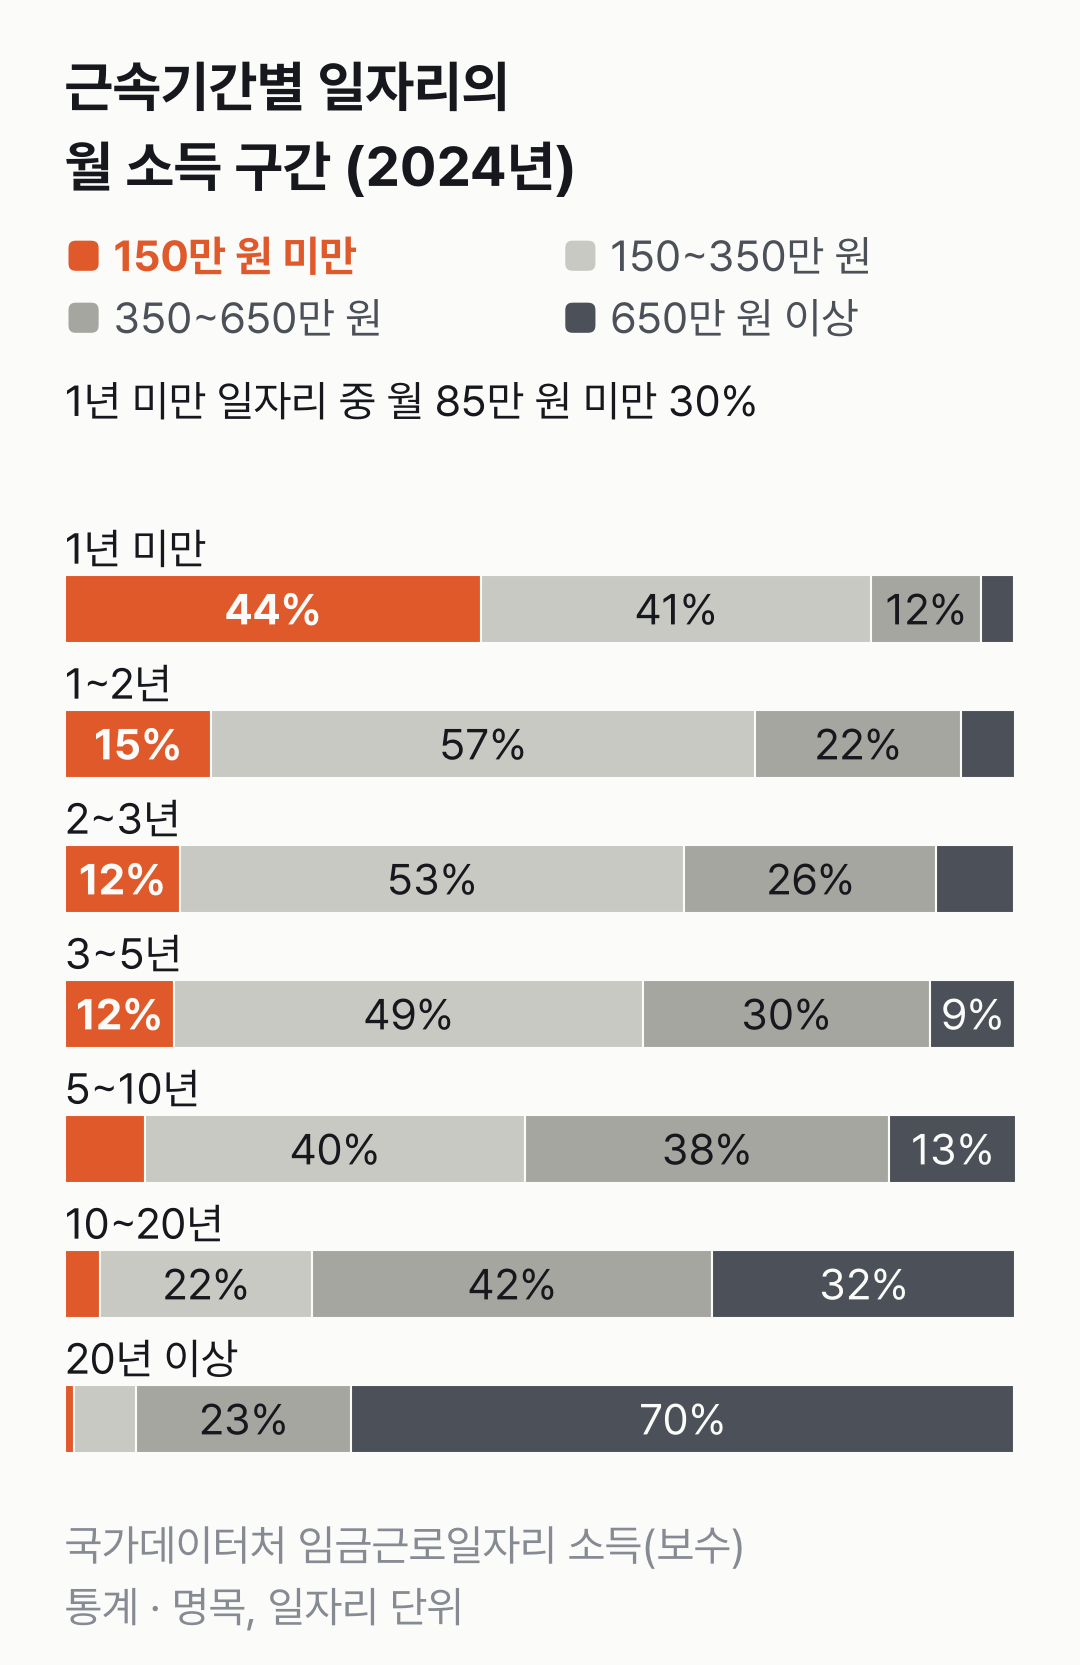 근속기간별 일자리의
월 소득 구간 (2024년)
150만 원 미만
150~350만 원
350~650만 원
650만 원 이상
1년 미만 일자리 중 월 85만 원 미만 30%
1년 미만
44% 41% 12%
1~2년
15% 57% 22%
2~3년
12% 53% 26%
3~5년
12% 49% 30% 9%
5~10년
40% 38% 13%
10~20년
22% 42% 32%
20년 이상
23% 70%
국가데이터처 임금근로일자리 소득(보수)
통계 · 명목, 일자리 단위